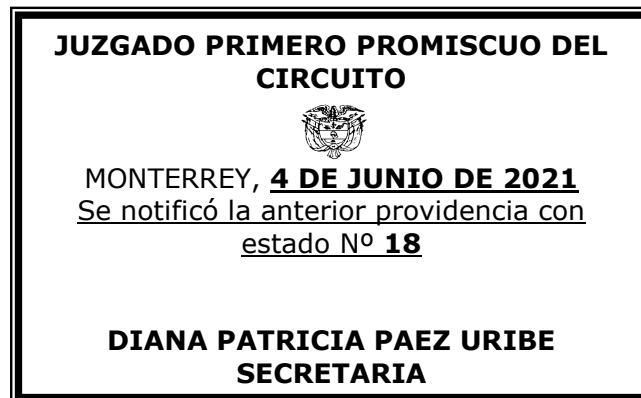 JUZGADO PRIMERO PROMISCUO DEL
CIRCUITO
MONTERREY, 4 DE JUNIO DE 2021
Se notificó la anterior providencia con
estado Nº 18
DIANA PATRICIA PAEZ URIBE
SECRETARIA